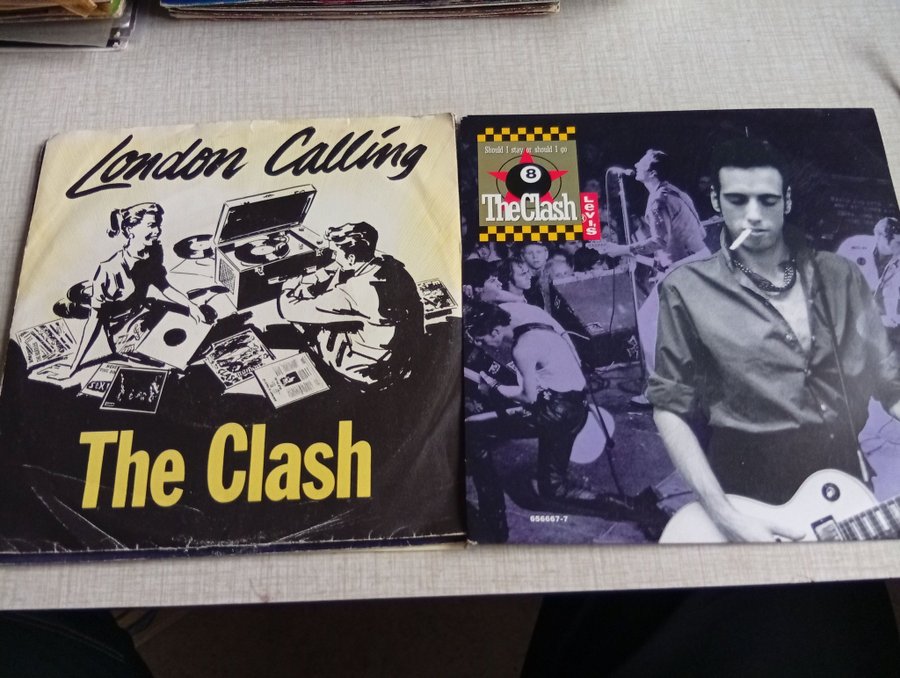 London Calling
The Clash
Should I stay or should I go
8
The Clash
Levi's
656667-7